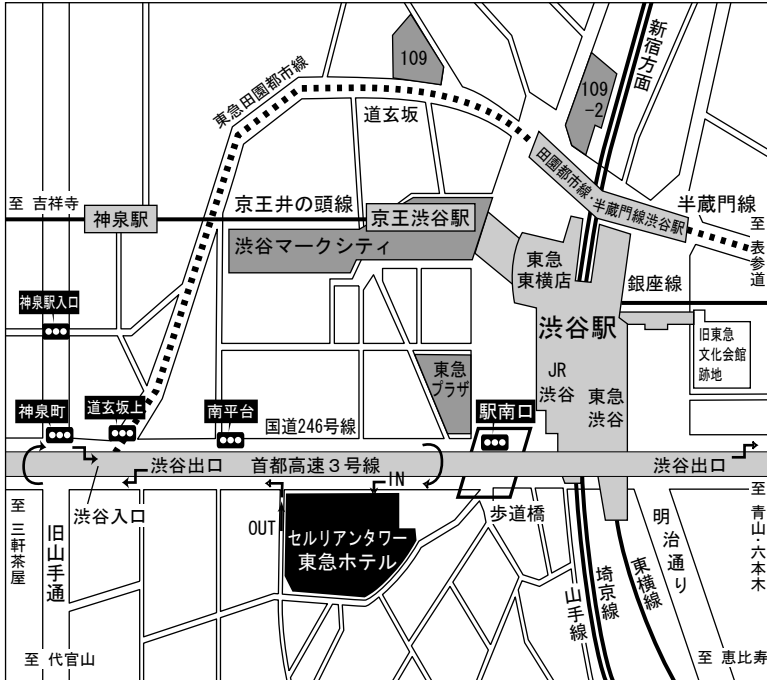 109
新宿方面
109
-2
東急田園都市線
道玄坂
田園都市線・半蔵門線渋谷駅
至 吉祥寺
神泉駅
京王井の頭線
京王渋谷駅
半蔵門線
至 表参道
渋谷マークシティ
東急
東横店
銀座線
神泉駅入口
渋谷駅
旧東急
文化会館
跡地
東急
プラザ
JR
渋谷
東急
渋谷
神泉町
道玄坂上
南平台
駅南口
国道246号線
渋谷出口
首都高速3号線
渋谷出口
IN
渋谷入口
OUT
歩道橋
至 三軒茶屋
旧山手通
セルリアンタワー
東急ホテル
至 青山・六本木
明治通り
東横線
埼京線
山手線
至 代官山
至 恵比寿